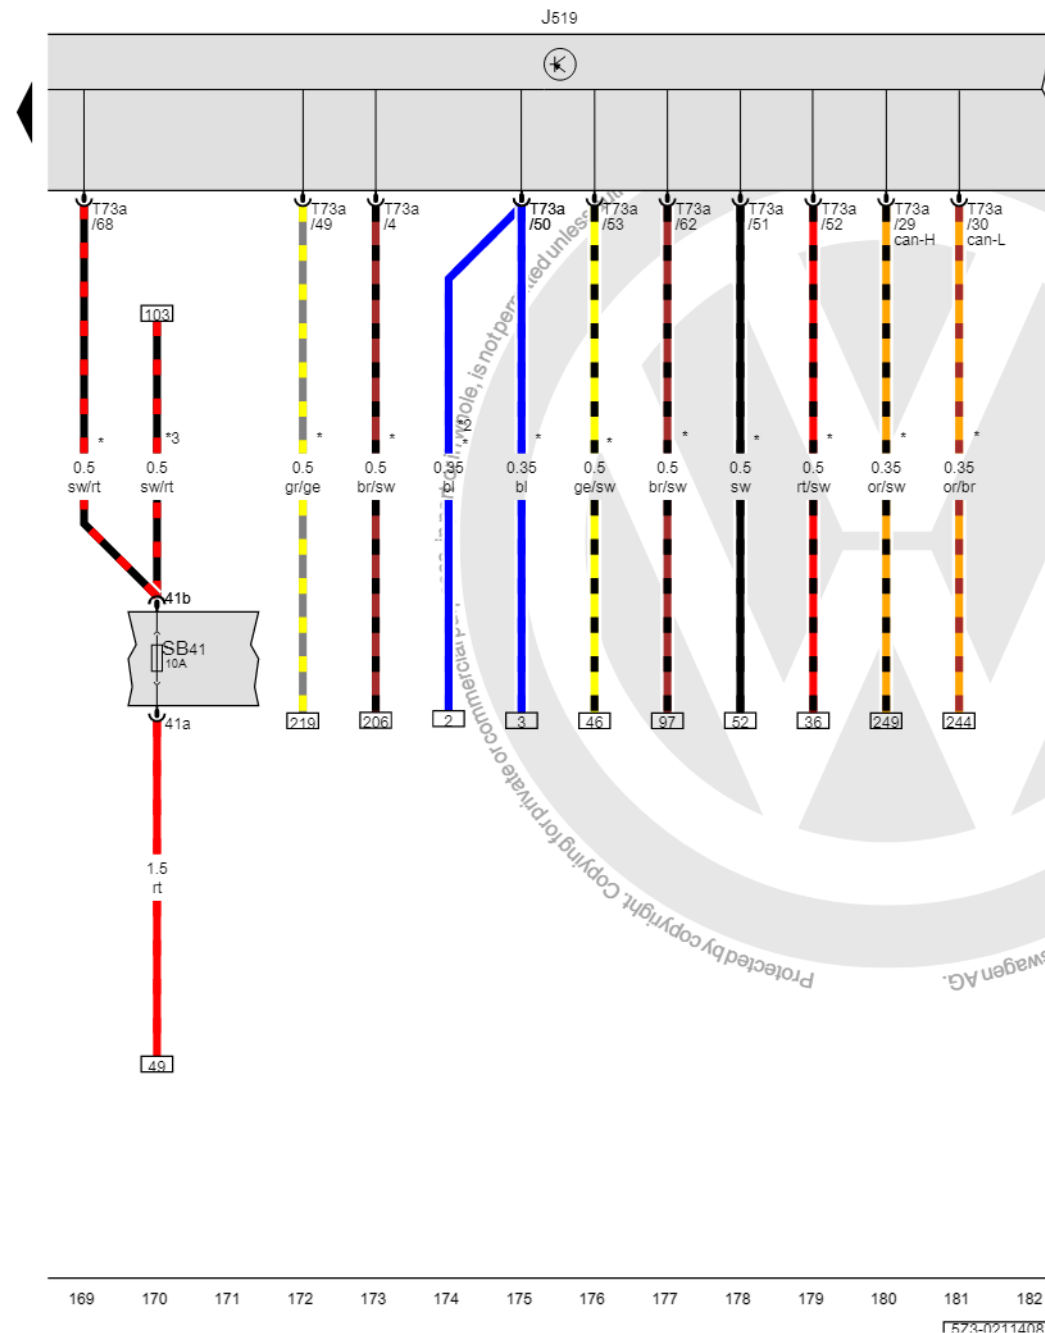 J519
T73a T73a T73a T73a T73a T73a T73a T73a T73a T73a
/68 /49 /4 /50 /53 /62 /51 /52 /29 /30
can-H can-L
103
*2
* *3 * * * * * * * * * *
0.5 0.5 0.5 0.5 0.35 0.35 0.5 0.5 0.5 0.5 0.35 0.35
sw/rt sw/rt gr/ge br/sw bl bl ge/sw br/sw sw rt/sw or/sw or/br
41b
SB41
10A
41a
219 206 2 3 46 97 52 36 249 244
1.5
rt
49
Protected by copyright. Copying for private or commercial
in whole, is not permitted unless
swagen AG.
169 170 171 172 173 174 175 176 177 178 179 180 181 182
573-0211408